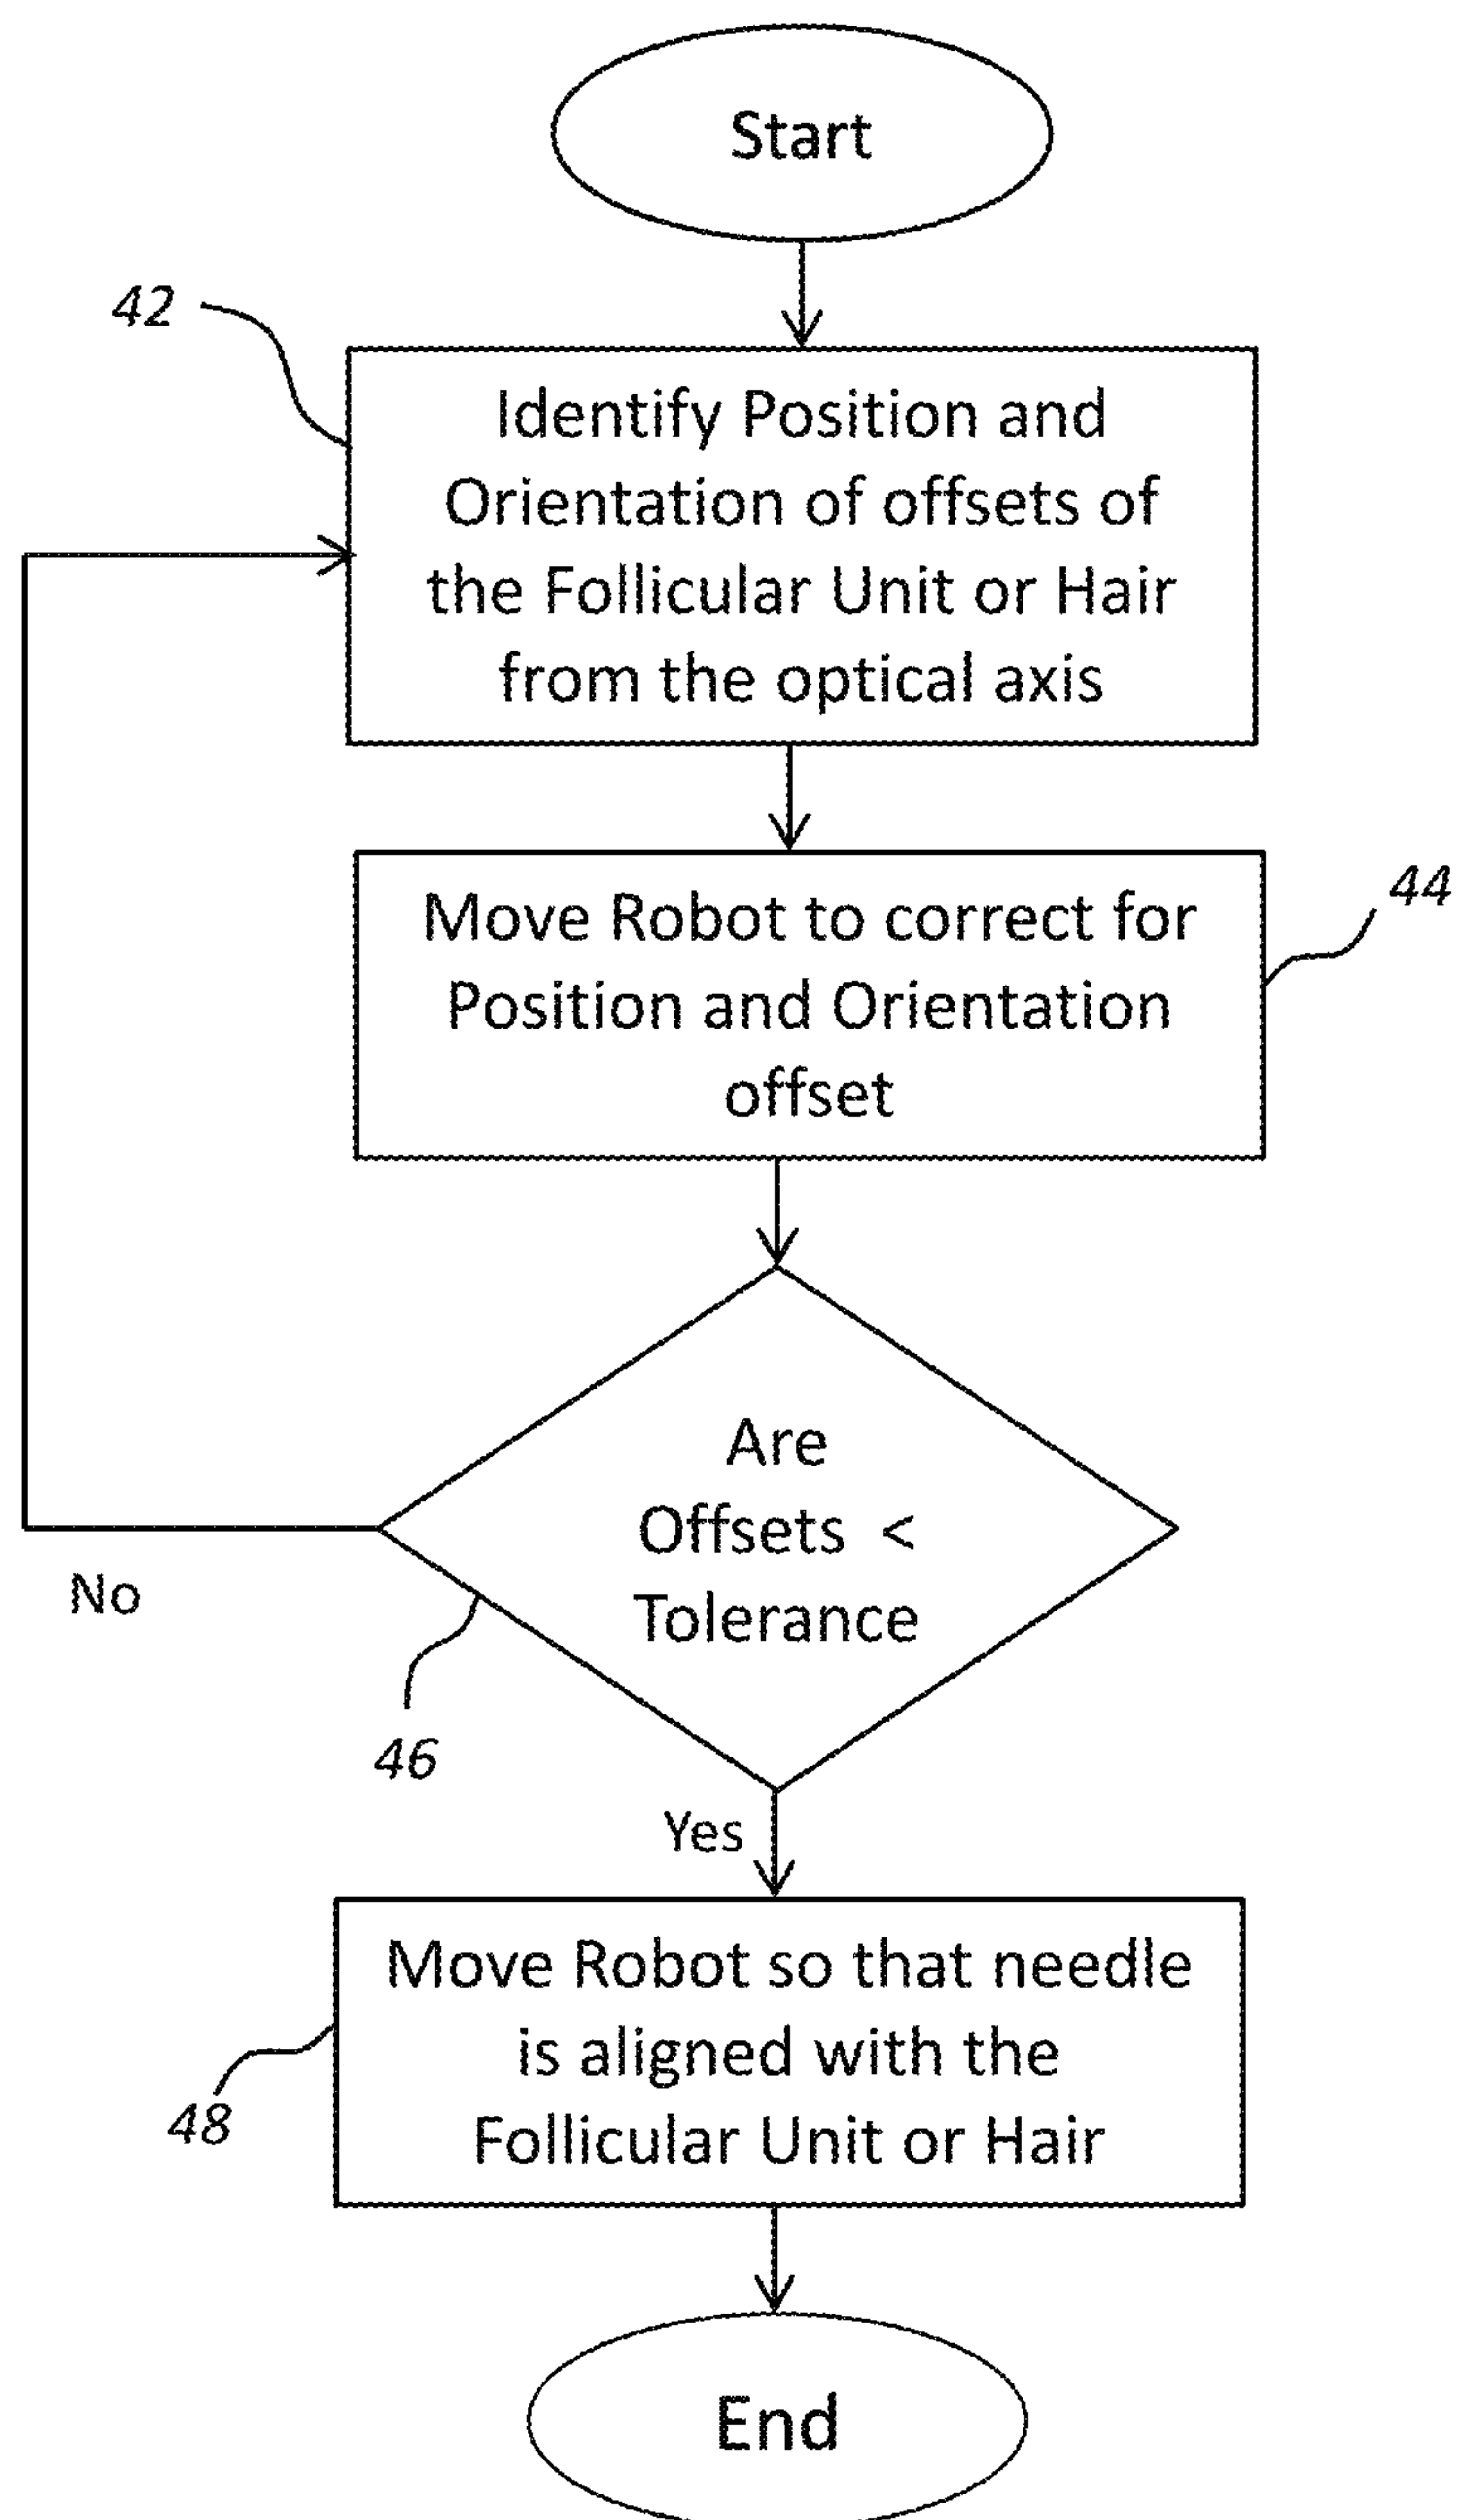 Start
42
Identify Position and
Orientation of offsets of
the Follicular Unit or Hair
from the optical axis
44
Move Robot to correct for
Position and Orientation
offset
Are
Offsets <
Tolerance
No
46
Yes
Move Robot so that needle
is aligned with the
Follicular Unit or Hair
48
End